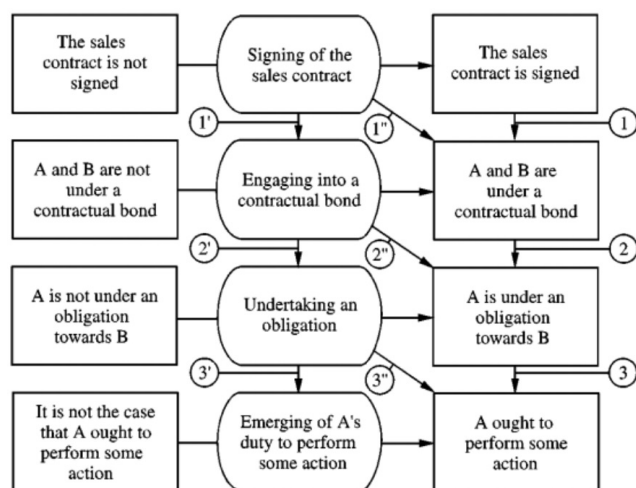 The sales
contract is not
signed
Signing of the
sales contract
The sales
contract is signed
1'
1"
1
A and B are not
under a
contractual bond
Engaging into a
contractual bond
A and B are
under a
contractual bond
2'
2"
2
A is not under an
obligation
towards B
Undertaking an
obligation
A is under an
obligation
towards B
3'
3"
3
It is not the case
that A ought to
perform some
action
Emerging of A's
duty to perform
some action
A ought to
perform some
action